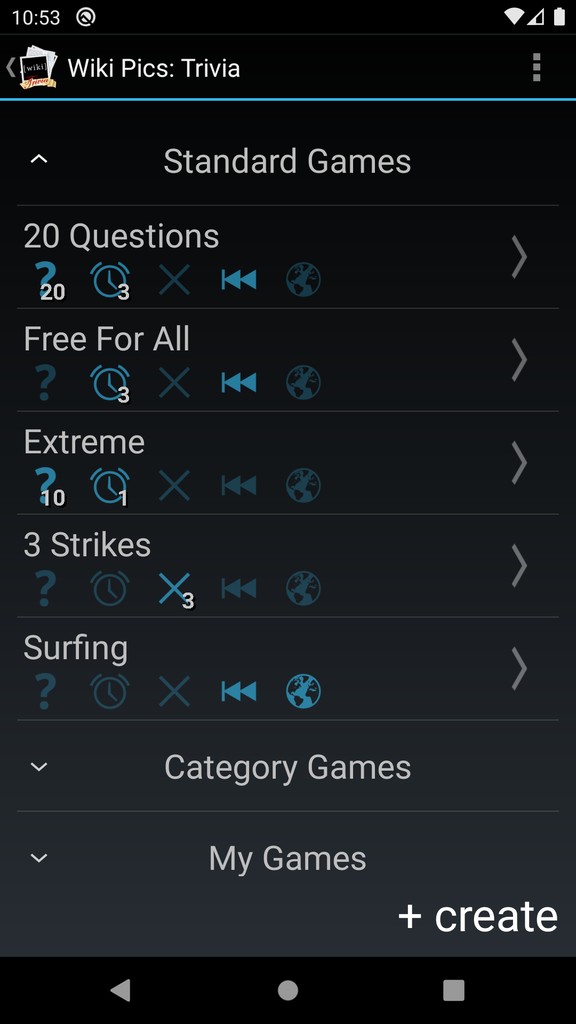 10:53
[wiki]
Trivia
Wiki Pics: Trivia
Standard Games
20 Questions
?
20
3
Free For All
?
3
Extreme
?
10
1
3 Strikes
?
3
Surfing
?
Category Games
My Games
+ create